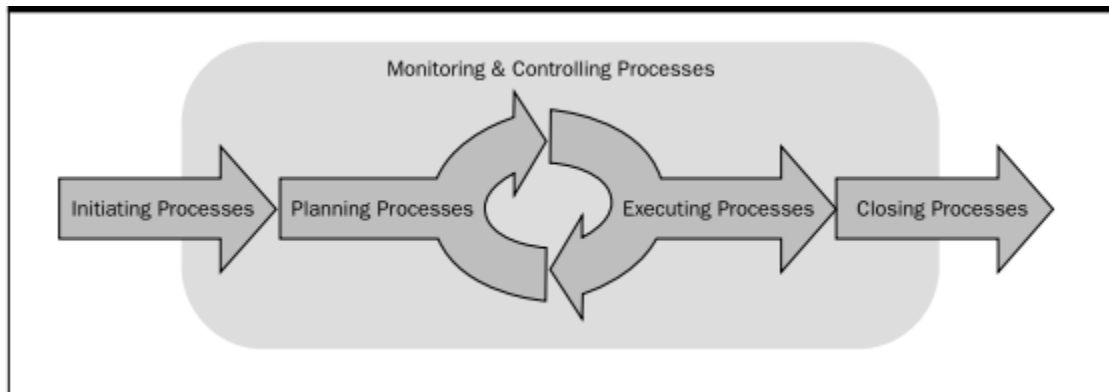 Monitoring & Controlling Processes
Initiating Processes
Planning Processes
Executing Processes
Closing Processes